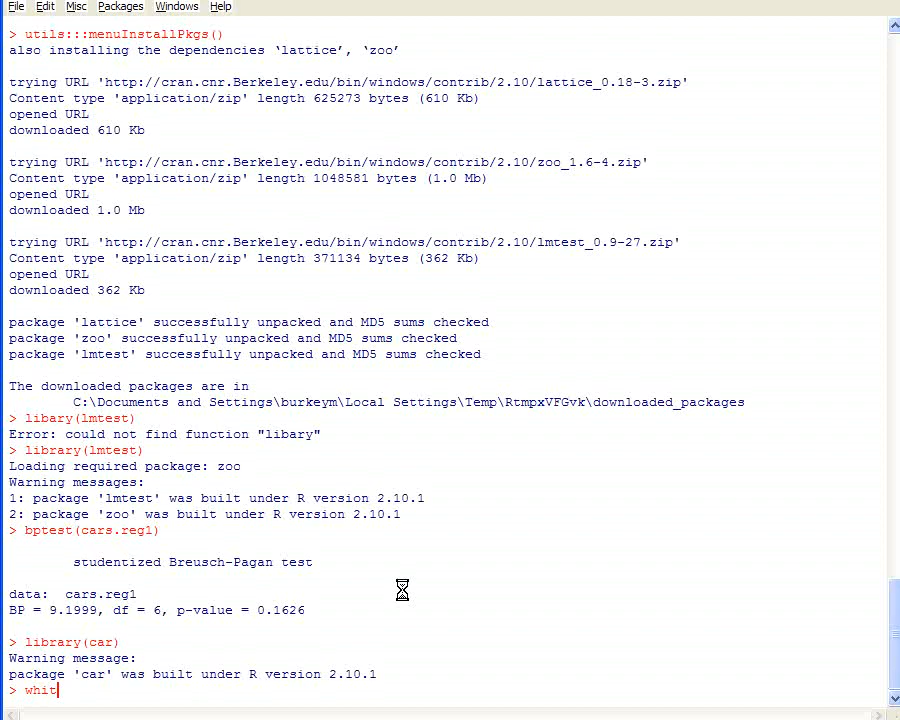 File Edit Misc Packages Windows Help
> utils:::menuInstallPkgs()
also installing the dependencies ‘lattice’, ‘zoo’
trying URL 'http://cran.cnr.Berkeley.edu/bin/windows/contrib/2.10/lattice_0.18-3.zip'
Content type 'application/zip' length 625273 bytes (610 Kb)
opened URL
downloaded 610 Kb
trying URL 'http://cran.cnr.Berkeley.edu/bin/windows/contrib/2.10/zoo_1.6-4.zip'
Content type 'application/zip' length 1048581 bytes (1.0 Mb)
opened URL
downloaded 1.0 Mb
trying URL 'http://cran.cnr.Berkeley.edu/bin/windows/contrib/2.10/lmtest_0.9-27.zip'
Content type 'application/zip' length 371134 bytes (362 Kb)
opened URL
downloaded 362 Kb
package 'lattice' successfully unpacked and MD5 sums checked
package 'zoo' successfully unpacked and MD5 sums checked
package 'lmtest' successfully unpacked and MD5 sums checked
The downloaded packages are in
C:\Documents and Settings\burkeym\Local Settings\Temp\RtmpxVFGvk\downloaded_packages
> libary(lmtest)
Error: could not find function "libary"
> library(lmtest)
Loading required package: zoo
Warning messages:
1: package 'lmtest' was built under R version 2.10.1
2: package 'zoo' was built under R version 2.10.1
> bptest(cars.reg1)
studentized Breusch-Pagan test
data: cars.reg1
BP = 9.1999, df = 6, p-value = 0.1626
> library(car)
Warning message:
package 'car' was built under R version 2.10.1
> whit